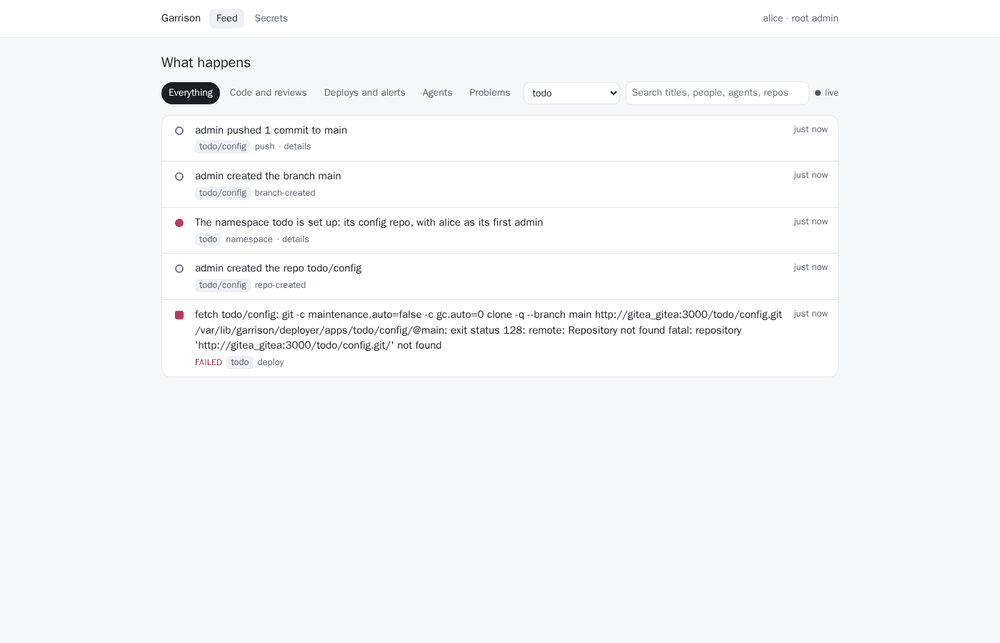 Garrison Feed Secrets alice · root admin
What happens
Everything Code and reviews Deploys and alerts Agents Problems todo Search titles, people, agents, repos live
admin pushed 1 commit to main just now
todo/config push · details
admin created the branch main just now
todo/config branch-created
The namespace todo is set up: its config repo, with alice as its first admin just now
todo namespace · details
admin created the repo todo/config just now
todo/config repo-created
fetch todo/config: git -c maintenance.auto=false -c gc.auto=0 clone -q --branch main http://gitea_gitea:3000/todo/config.git just now
/var/lib/garrison/deployer/apps/todo/config/@main: exit status 128: remote: Repository not found fatal: repository
'http://gitea_gitea:3000/todo/config.git/' not found
FAILED todo deploy